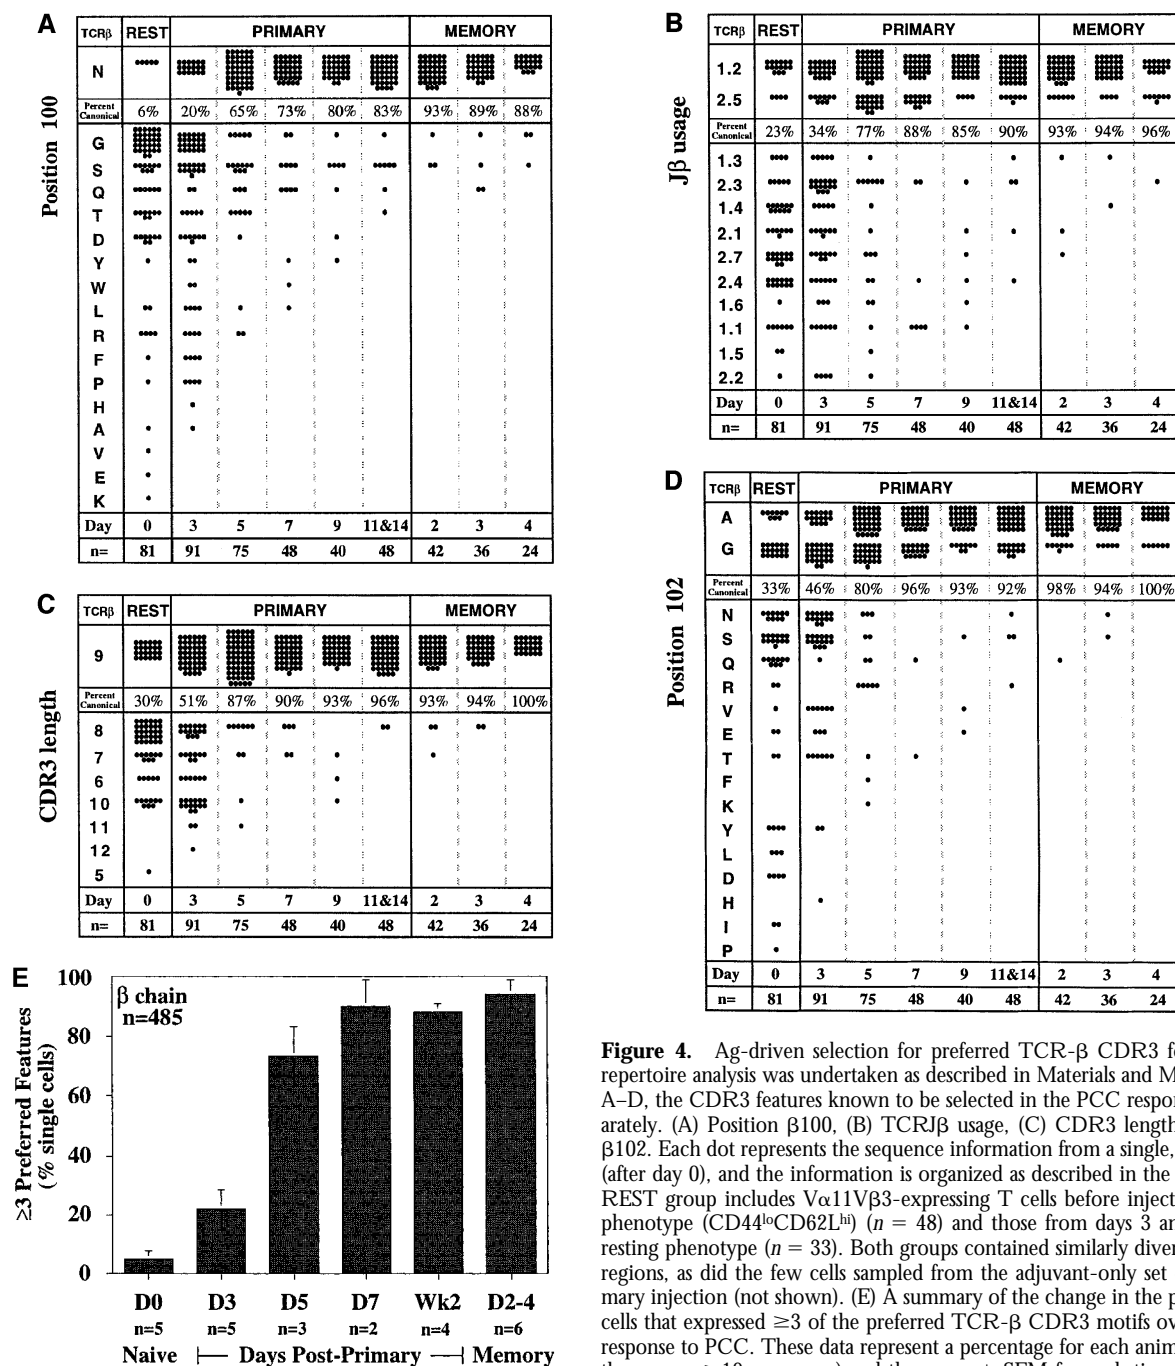 A
TCRβ REST PRIMARY MEMORY
N
Percent Canonical 6% 20% 65% 73% 80% 83% 93% 89% 88%
Position 100
G
S
Q
T
D
Y
W
L
R
F
P
H
A
V
E
K
Day 0 3 5 7 9 11&14 2 3 4
n= 81 91 75 48 40 48 42 36 24
B
TCRβ REST PRIMARY MEMORY
1.2
2.5
Percent Canonical 23% 34% 77% 88% 85% 90% 93% 94% 96%
Jβ usage
1.3
2.3
1.4
2.1
2.7
2.4
1.6
1.1
1.5
2.2
Day 0 3 5 7 9 11&14 2 3 4
n= 81 91 75 48 40 48 42 36 24
C
TCRβ REST PRIMARY MEMORY
9
Percent Canonical 30% 51% 87% 90% 93% 96% 93% 94% 100%
CDR3 length
8
7
6
10
11
12
5
Day 0 3 5 7 9 11&14 2 3 4
n= 81 91 75 48 40 48 42 36 24
D
TCRβ REST PRIMARY MEMORY
A
G
Percent Canonical 33% 46% 80% 96% 93% 92% 98% 94% 100%
Position 102
N
S
Q
R
V
E
T
F
K
Y
L
D
H
I
P
Day 0 3 5 7 9 11&14 2 3 4
n= 81 91 75 48 40 48 42 36 24
E
≥3 Preferred Features
(% single cells)
100
80
60
40
20
0
β chain
n=485
D0 D3 D5 D7 Wk2 D2-4
n=5 n=5 n=3 n=2 n=4 n=6
Naive Days Post-Primary Memory
Figure 4. Ag-driven selection for preferred TCR-β CDR3
repertoire analysis was undertaken as described in Materials and
A–D, the CDR3 features known to be selected in the PCC
arately. (A) Position β100, (B) TCRJβ usage, (C) CDR3 length
β102. Each dot represents the sequence information from a single,
(after day 0), and the information is organized as described in the
REST group includes Vα11Vβ3-expressing T cells before
phenotype (CD44loCD62Lhi) (n = 48) and those from days 3
resting phenotype (n = 33). Both groups contained similarly
regions, as did the few cells sampled from the adjuvant-only set
mary injection (not shown). (E) A summary of the change in the
cells that expressed ≥3 of the preferred TCR-β CDR3 motifs
response to PCC. These data represent a percentage for each